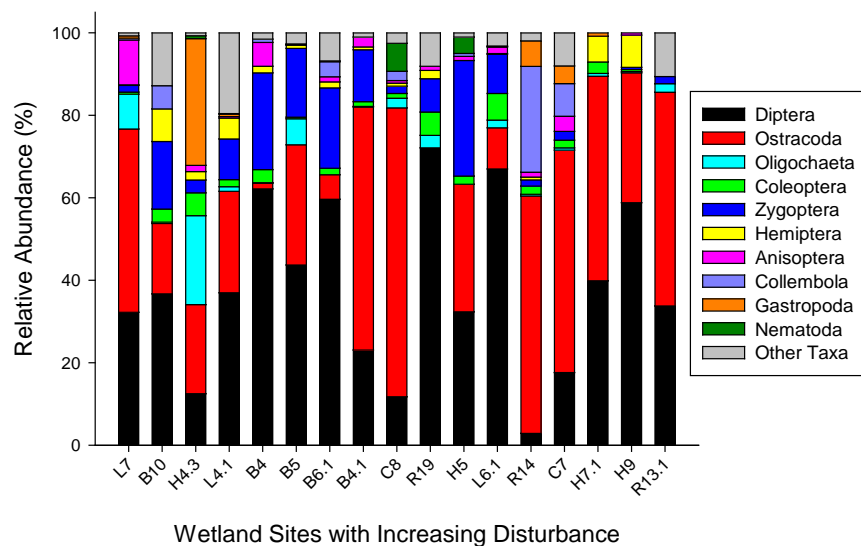 100
80
60
40
20
0
Relative Abundance (%)
L7
B10
H4.3
L4.1
B4
B5
B6.1
B4.1
C8
R19
H5
L6.1
R14
C7
H7.1
H9
R13.1
Wetland Sites with Increasing Disturbance
Diptera
Ostracoda
Oligochaeta
Coleoptera
Zygoptera
Hemiptera
Anisoptera
Collembola
Gastropoda
Nematoda
Other Taxa